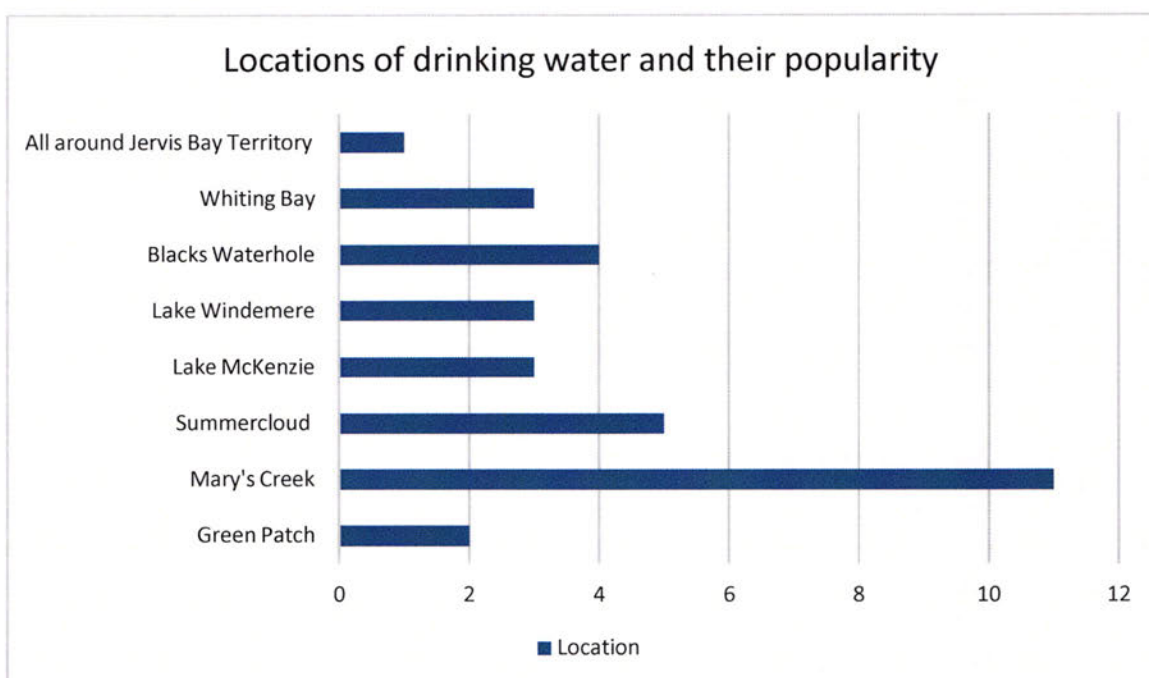 Locations of drinking water and their popularity
All around Jervis Bay Territory
Whiting Bay
Blacks Waterhole
Lake Windemere
Lake McKenzie
Summercloud
Mary's Creek
Green Patch
0 2 4 6 8 10 12
Location